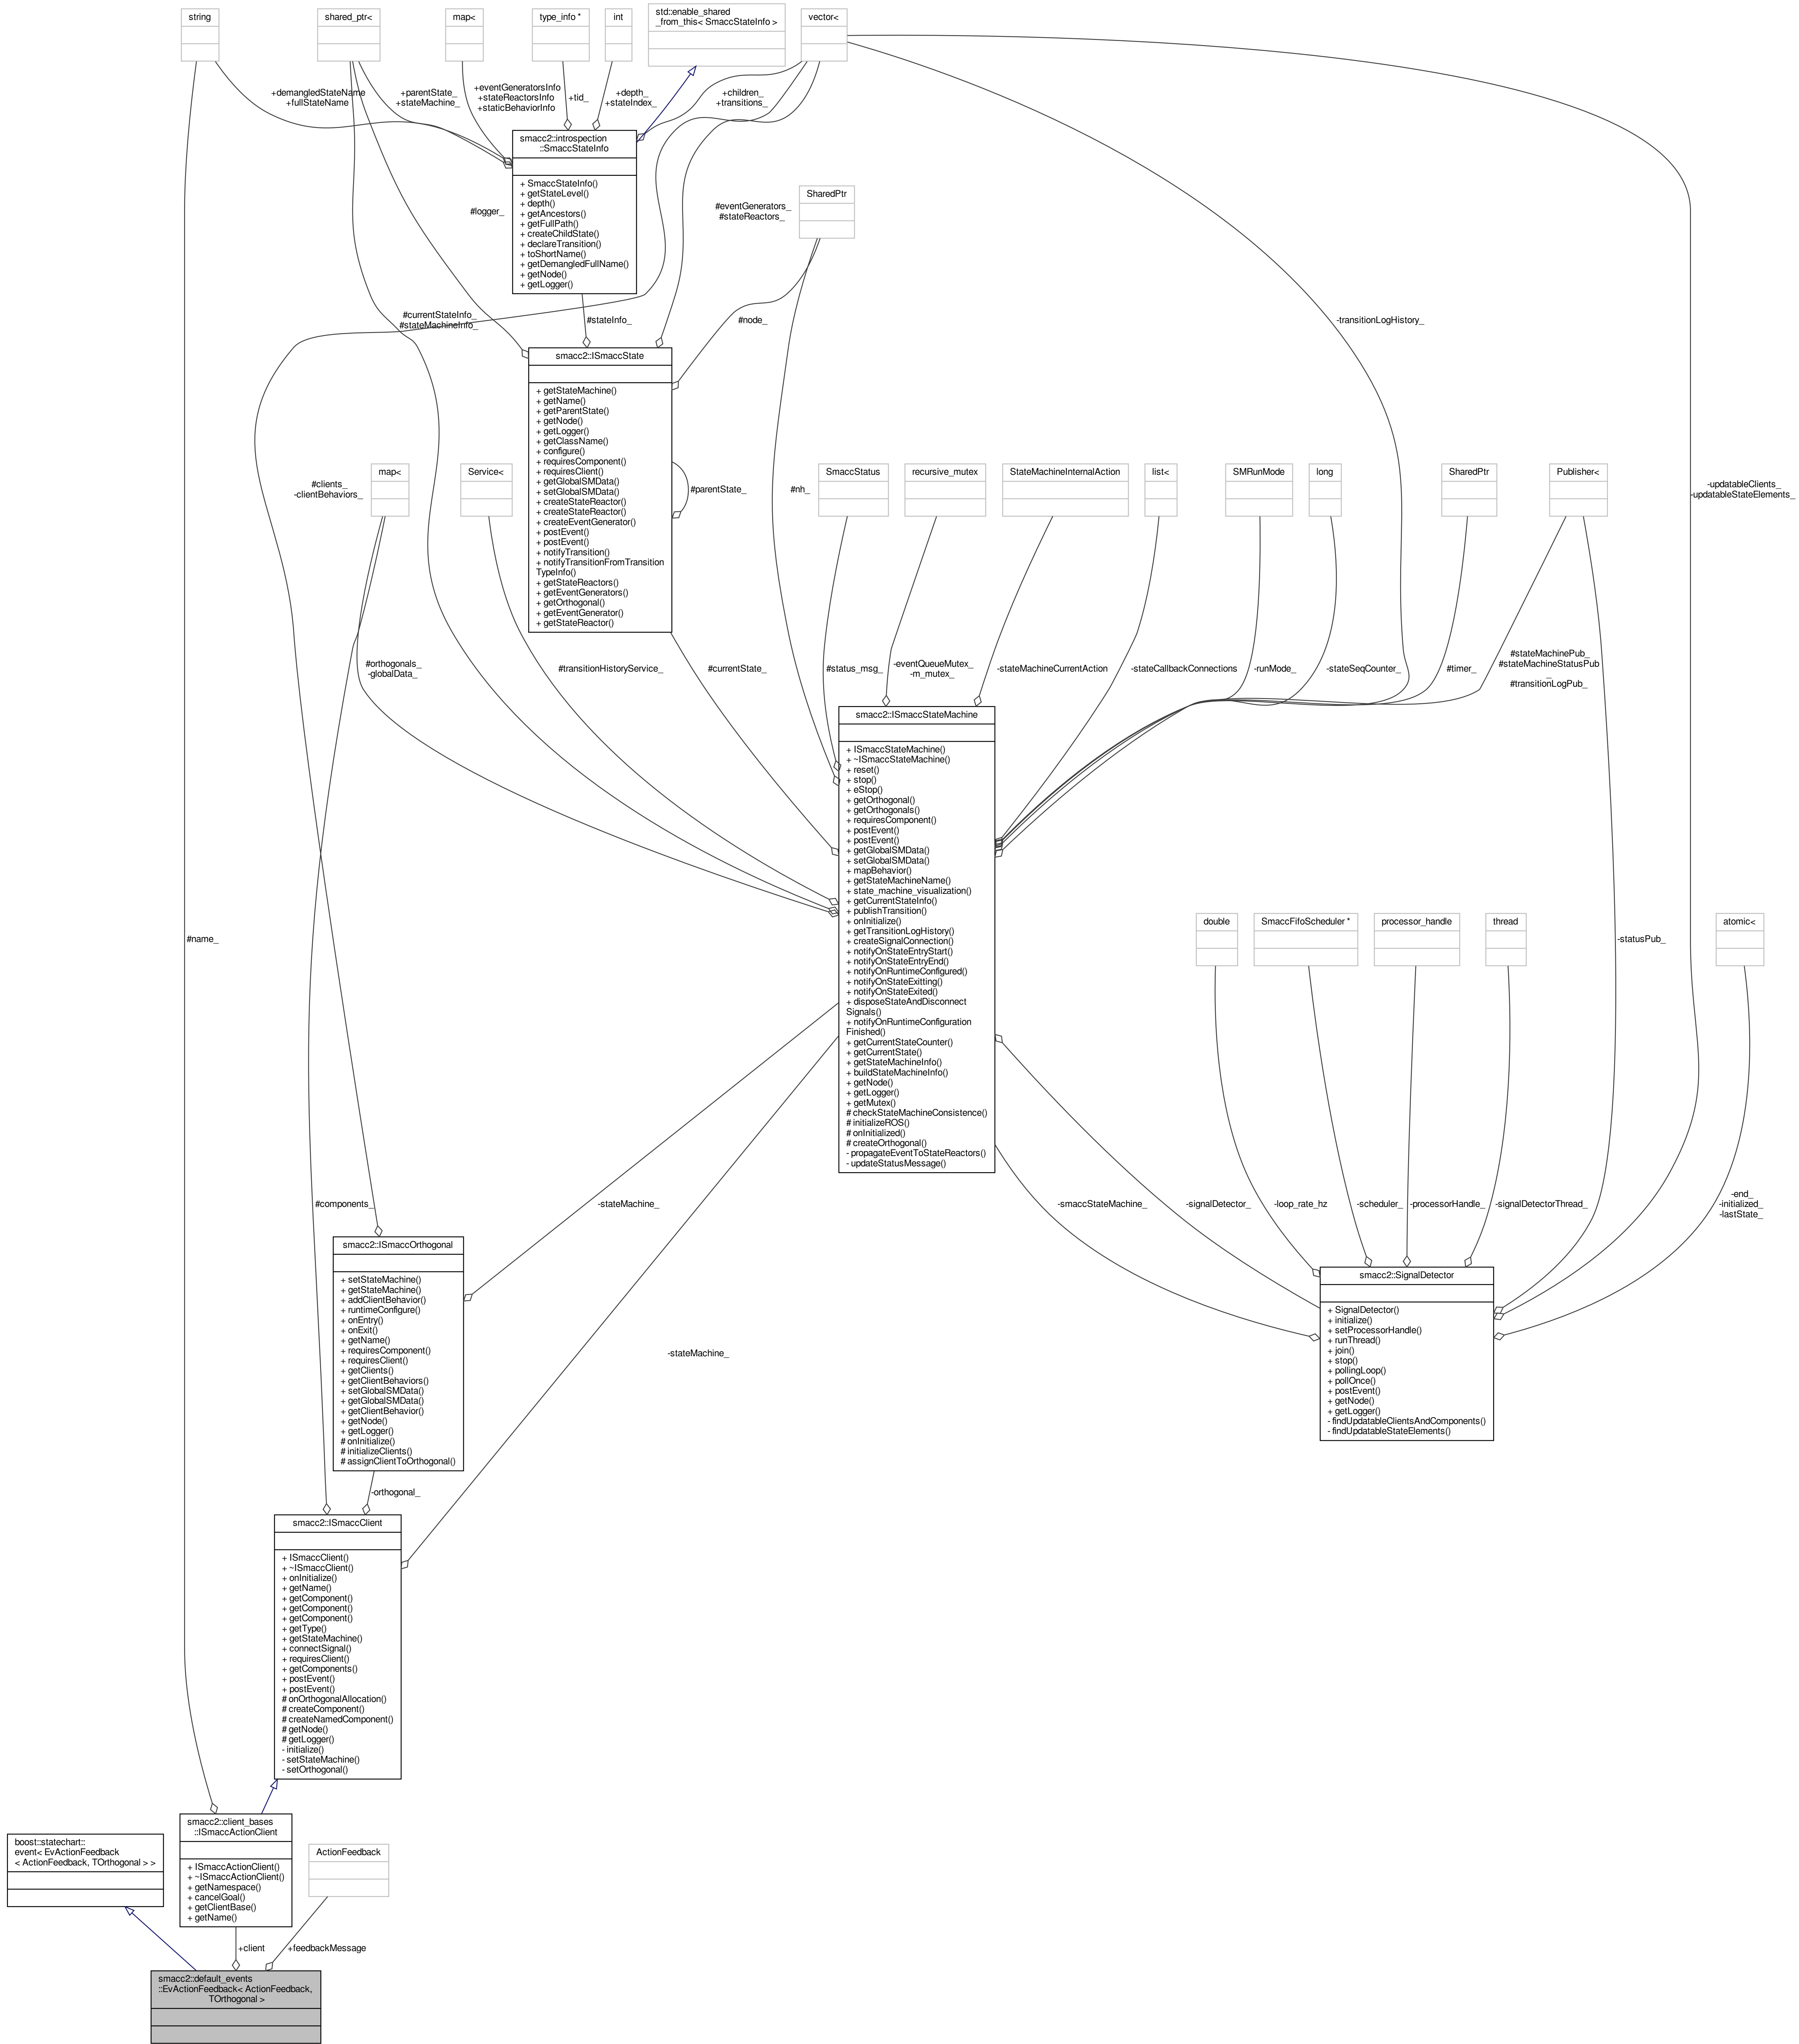 string
shared_ptr<
map<
type_info *
int
std::enable_shared
_from_this< SmaccStateInfo >
vector<
+demangledStateName
+fullStateName
+parentState_
+stateMachine_
+eventGeneratorsInfo
+stateReactorsInfo
+staticBehaviorInfo
+tid_
+depth_
+stateIndex_
+children_
+transitions_
smacc2::introspection
::SmaccStateInfo
+ SmaccStateInfo()
+ getStateLevel()
+ depth()
+ getAncestors()
+ getFullPath()
+ createChildState()
+ declareTransition()
+ toShortName()
+ getDemangledFullName()
+ getNode()
+ getLogger()
#logger_
#eventGenerators_
#stateReactors_
SharedPtr
#currentStateInfo_
#stateMachineInfo_
#stateInfo_
#node_
-transitionLogHistory_
smacc2::ISmaccState
+ getStateMachine()
+ getName()
+ getParentState()
+ getNode()
+ getLogger()
+ getClassName()
+ configure()
+ requiresComponent()
+ requiresClient()
+ getGlobalSMData()
+ setGlobalSMData()
+ createStateReactor()
+ createStateReactor()
+ createEventGenerator()
+ postEvent()
+ postEvent()
+ notifyTransition()
+ notifyTransitionFromTransition
TypeInfo()
+ getStateReactors()
+ getEventGenerators()
+ getOrthogonal()
+ getEventGenerator()
+ getStateReactor()
#parentState_
#clients_
-clientBehaviors_
map<
Service<
#nh_
SmaccStatus
recursive_mutex
StateMachineInternalAction
list<
SMRunMode
long
SharedPtr
Publisher<
-updatableClients_
-updatableStateElements_
#orthogonals_
-globalData_
#transitionHistoryService_
#currentState_
#status_msg_
-eventQueueMutex_
-m_mutex_
-stateMachineCurrentAction
-stateCallbackConnections
-runMode_
-stateSeqCounter_
#timer_
#stateMachinePub_
#stateMachineStatusPub
_
#transitionLogPub_
smacc2::ISmaccStateMachine
+ ISmaccStateMachine()
+ ~ISmaccStateMachine()
+ reset()
+ stop()
+ eStop()
+ getOrthogonal()
+ getOrthogonals()
+ requiresComponent()
+ postEvent()
+ postEvent()
+ getGlobalSMData()
+ setGlobalSMData()
+ mapBehavior()
+ getStateMachineName()
+ state_machine_visualization()
+ getCurrentStateInfo()
+ publishTransition()
+ onInitialize()
+ getTransitionLogHistory()
+ createSignalConnection()
+ notifyOnStateEntryStart()
+ notifyOnStateEntryEnd()
+ notifyOnRuntimeConfigured()
+ notifyOnStateExitting()
+ notifyOnStateExited()
+ disposeStateAndDisconnect
Signals()
+ notifyOnRuntimeConfiguration
Finished()
+ getCurrentStateCounter()
+ getCurrentState()
+ getStateMachineInfo()
+ buildStateMachineInfo()
+ getNode()
+ getLogger()
+ getMutex()
# checkStateMachineConsistence()
# initializeROS()
# onInitialized()
# createOrthogonal()
- propagateEventToStateReactors()
- updateStatusMessage()
double
SmaccFifoScheduler *
processor_handle
thread
atomic<
#name_
-statusPub_
#components_
-stateMachine_
-smaccStateMachine_
-signalDetector_
-loop_rate_hz
-scheduler_
-processorHandle_
-signalDetectorThread_
-end_
-initialized_
-lastState_
smacc2::ISmaccOrthogonal
+ setStateMachine()
+ getStateMachine()
+ addClientBehavior()
+ runtimeConfigure()
+ onEntry()
+ onExit()
+ getName()
+ requiresComponent()
+ requiresClient()
+ getClients()
+ getClientBehaviors()
+ setGlobalSMData()
+ getGlobalSMData()
+ getClientBehavior()
+ getNode()
+ getLogger()
# onInitialize()
# initializeClients()
# assignClientToOrthogonal()
smacc2::SignalDetector
+ SignalDetector()
+ initialize()
+ setProcessorHandle()
+ runThread()
+ join()
+ stop()
+ pollingLoop()
+ pollOnce()
+ postEvent()
+ getNode()
+ getLogger()
- findUpdatableClientsAndComponents()
- findUpdatableStateElements()
-stateMachine_
-orthogonal_
smacc2::ISmaccClient
+ ISmaccClient()
+ ~ISmaccClient()
+ onInitialize()
+ getName()
+ getComponent()
+ getComponent()
+ getComponent()
+ getType()
+ getStateMachine()
+ connectSignal()
+ requiresClient()
+ getComponents()
+ postEvent()
+ postEvent()
# onOrthogonalAllocation()
# createComponent()
# createNamedComponent()
# getNode()
# getLogger()
- initialize()
- setStateMachine()
- setOrthogonal()
smacc2::client_bases
::ISmaccActionClient
+ ISmaccActionClient()
+ ~ISmaccActionClient()
+ getNamespace()
+ cancelGoal()
+ getClientBase()
+ getName()
boost::statechart::
event< EvActionFeedback
< ActionFeedback, TOrthogonal > >
ActionFeedback
+client
+feedbackMessage
smacc2::default_events
::EvActionFeedback< ActionFeedback,
TOrthogonal >